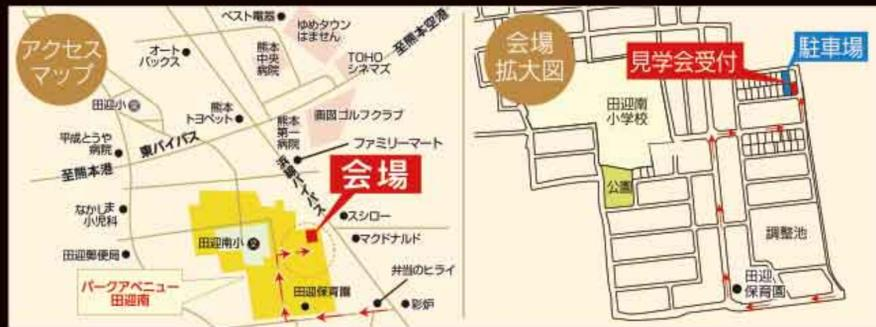 アクセス
マップ
ベスト電器
ゆめタウン
はません
至熊本空港
オート
バックス
熊本
中央
病院
TOHO
シネマズ
田迎小
文
熊本
トヨペット
画図ゴルフクラブ
熊本
第一
病院
平成とうや
病院
東バイパス
ファミリーマート
至熊本港
浜線バイパス
会場
なかしま
小児科
スシロー
田迎南小
文
マクドナルド
田迎郵便局
弁当のヒライ
パークアベニュー
田迎南
田迎保育園
彩炉
会場
拡大図
駐車場
見学会受付
田迎南
小学校
公園
調整池
田迎
保育園